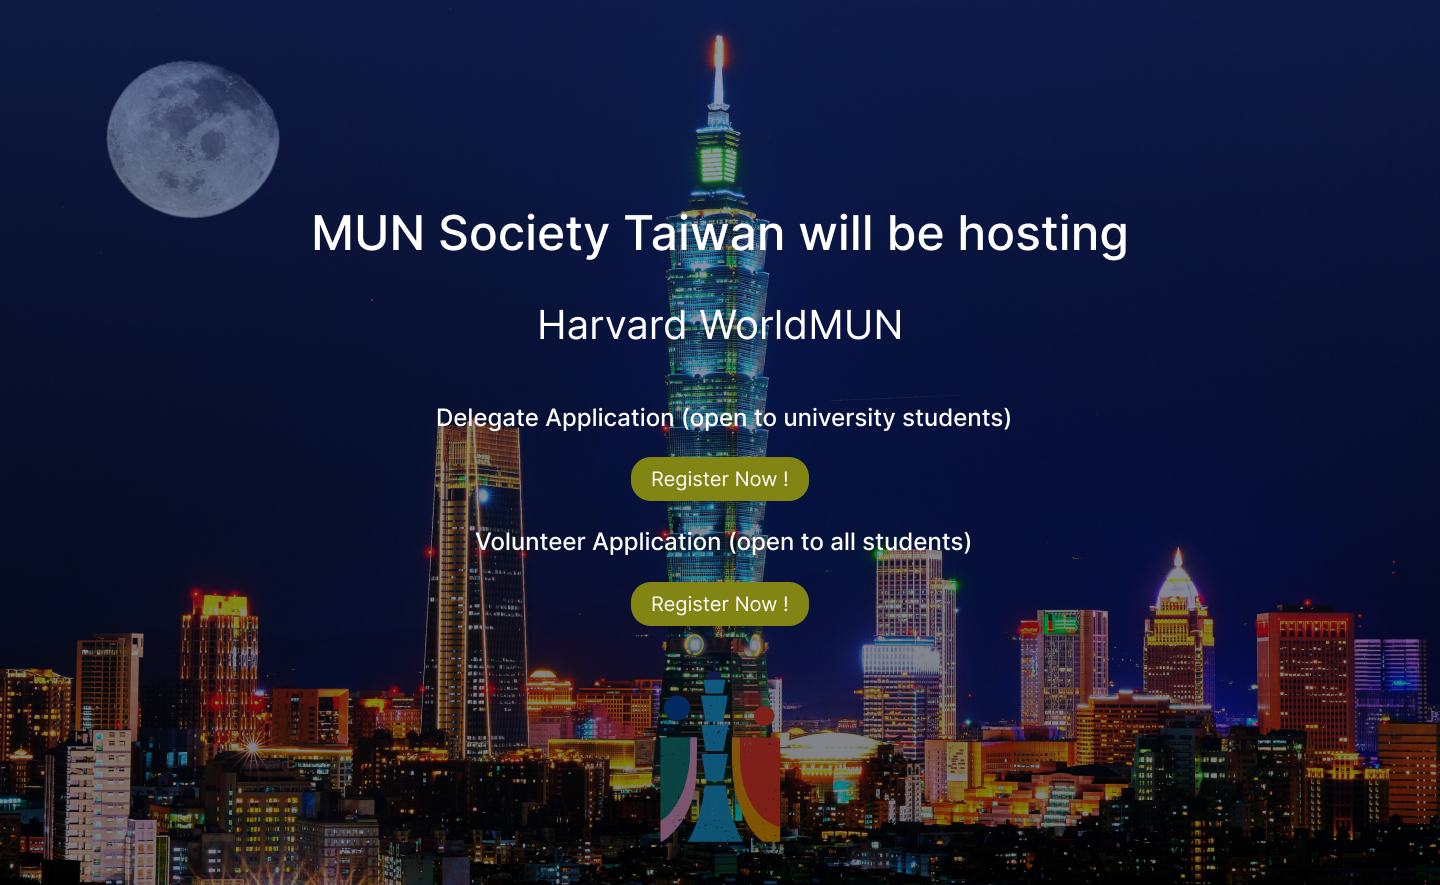 MUN Society Taiwan will be hosting
Harvard WorldMUN
Delegate Application (open to university students)
Register Now !
Volunteer Application (open to all students)
Register Now !